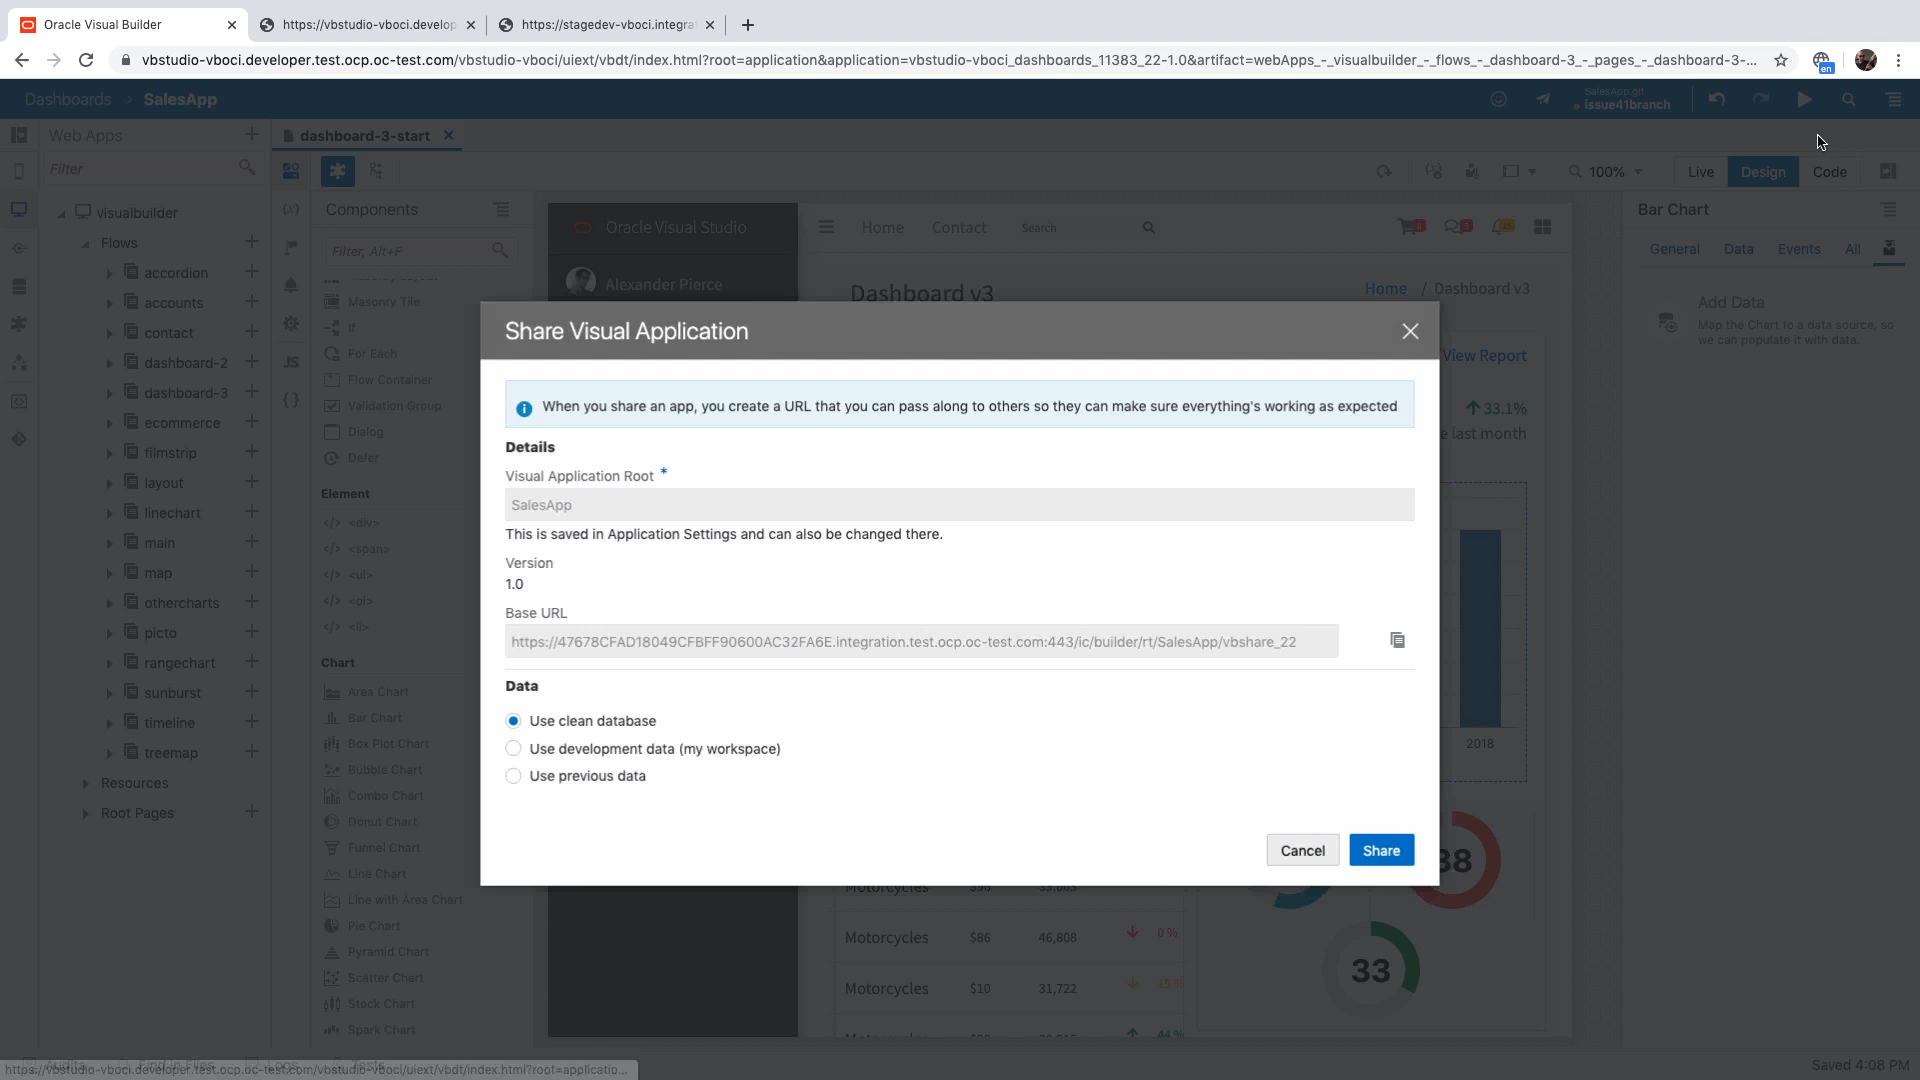 Oracle Visual Builder
https://vbstudio-vboci.develop
https://stagedev-vboci.integra
vbstudio-vboci.developer.test.ocp.oc-test.com/vbstudio-vboci/uiext/vbdt/index.html?root=application&application=vbstudio-vboci_dashboards_11383_22-1.0&artifact=webApps_-_visualbuilder_-_flows_-_dashboard-3_-_pages_-_dashboard-3-...
en
Dashboards > SalesApp
SalesApp.git
issue41branch
Web Apps
dashboard-3-start
Filter
100%
Live
Design
Code
visualbuilder
Flows
accordion
accounts
contact
dashboard-2
dashboard-3
ecommerce
filmstrip
layout
linechart
main
map
othercharts
picto
rangechart
sunburst
timeline
treemap
Resources
Root Pages
Components
Filter, Alt+F
Masonry Tile
If
For Each
Flow Container
Validation Group
Dialog
Defer
Element
<div>
<span>
<ul>
<ol>
<li>
Chart
Area Chart
Bar Chart
Box Plot Chart
Bubble Chart
Combo Chart
Donut Chart
Funnel Chart
Line Chart
Line with Area Chart
Pie Chart
Pyramid Chart
Scatter Chart
Stock Chart
Spark Chart
JS
Oracle Visual Studio
Alexander Pierce
Home
Contact
Search
Dashboard v3
Home / Dashboard v3
View Report
33.1%
last month
2018
Share Visual Application
When you share an app, you create a URL that you can pass along to others so they can make sure everything's working as expected
Details
Visual Application Root *
SalesApp
This is saved in Application Settings and can also be changed there.
Version
1.0
Base URL
https://47678CFAD18049CFBFF90600AC32FA6E.integration.test.ocp.oc-test.com:443/ic/builder/rt/SalesApp/vbshare_22
Data
Use clean database
Use development data (my workspace)
Use previous data
Cancel
Share
38
Motorcycles
Motorcycles $86 46,808 0 %
Motorcycles $10 31,722 15 %
44 %
33
Bar Chart
General
Data
Events
All
Add Data
Map the Chart to a data source, so
we can populate it with data.
https://vbstudio-vboci.developer.test.ocp.oc-test.com/vbstudio-vboci/uiext/vbdt/index.html?root=applicatio...
Saved 4:08 PM